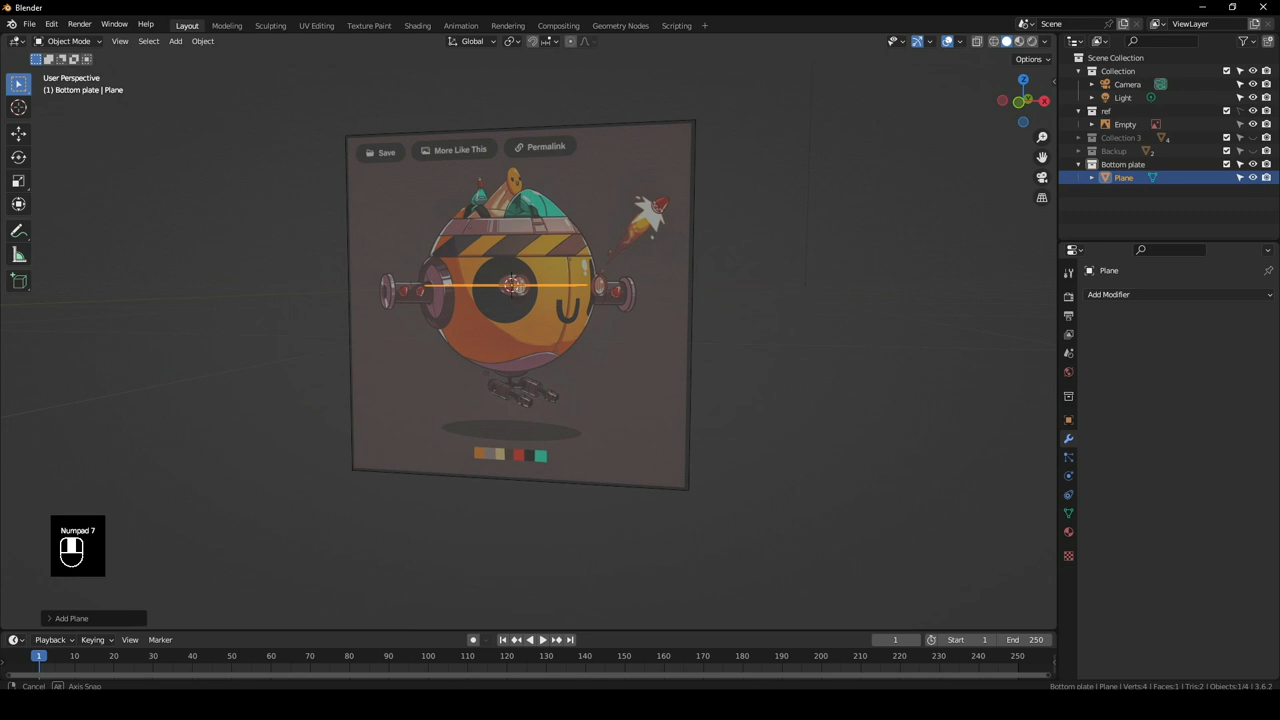 Blender
File Edit Render Window Help Layout Modeling Sculpting UV Editing Texture Paint Shading Animation Rendering Compositing Geometry Nodes Scripting + Scene ViewLayer
Object Mode View Select Add Object Global
Options
User Perspective
(1) Bottom plate | Plane
Z
X
Y
Save More Like This Permalink
U
Scene Collection
Collection
Camera
Light
ref
Empty
Collection 3 4
Backup 2
Bottom plate
Plane
Plane
Add Modifier
Numpad 7
Add Plane
Playback Keying View Marker 1 Start 1 End 250
1 10 20 30 40 50 60 70 80 90 100 110 120 130 140 150 160 170 180 190 200 210 220 230 240 250
Cancel Alt Axis Snap Bottom plate | Plane | Verts:4 | Faces:1 | Tris:2 | Objects:1/4 | 3.6.2